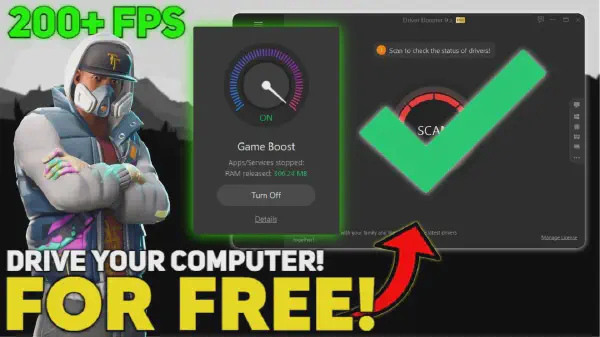 200+ FPS
Driver Booster
Scan to check the status of drivers!
SCAN
ON
Game Boost
Apps/Services stopped:
RAM released:
Turn Off
Details
Manage License
DRIVE YOUR COMPUTER!
FOR FREE!